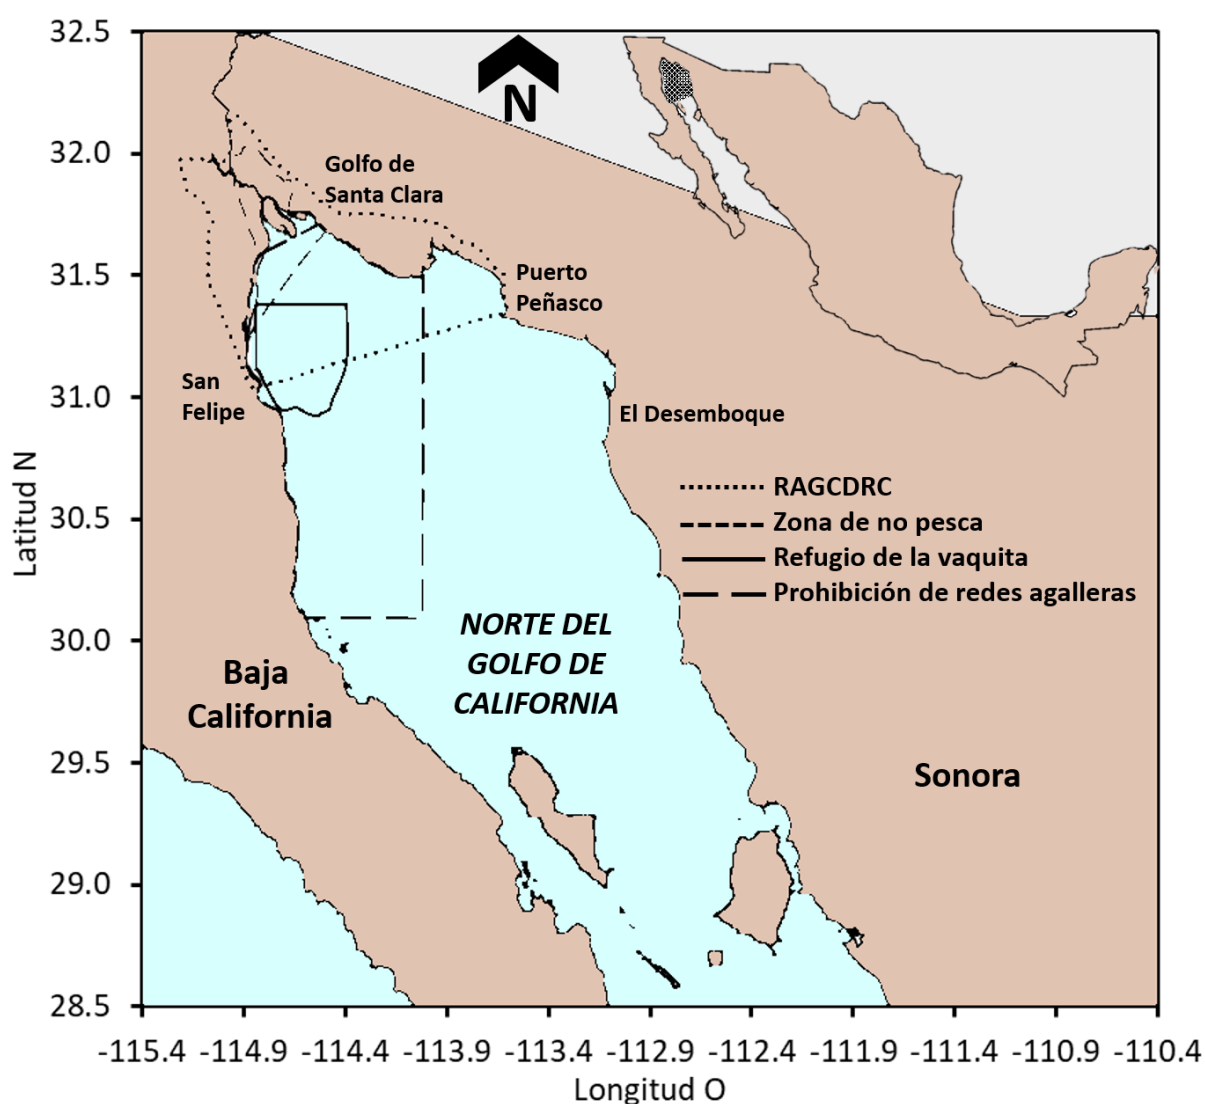 32.5
32.0
31.5
31.0
30.5
30.0
29.5
29.0
28.5
Latitud N
N
Golfo de
Santa Clara
Puerto
Peñasco
San
Felipe
El Desemboque
RAGCDRC
Zona de no pesca
Refugio de la vaquita
Prohibición de redes agalleras
NORTE DEL
GOLFO DE
CALIFORNIA
Baja
California
Sonora
-115.4 -114.9 -114.4 -113.9 -113.4 -112.9 -112.4 -111.9 -111.4 -110.9 -110.4
Longitud O